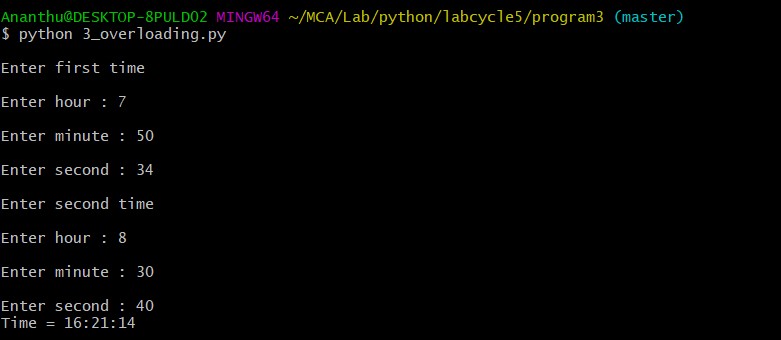 Ananthu@DESKTOP-8PULDO2 MINGW64 ~/MCA/Lab/python/labcycle5/program3 (master)
$ python 3_overloading.py
Enter first time
Enter hour : 7
Enter minute : 50
Enter second : 34
Enter second time
Enter hour : 8
Enter minute : 30
Enter second : 40
Time = 16:21:14